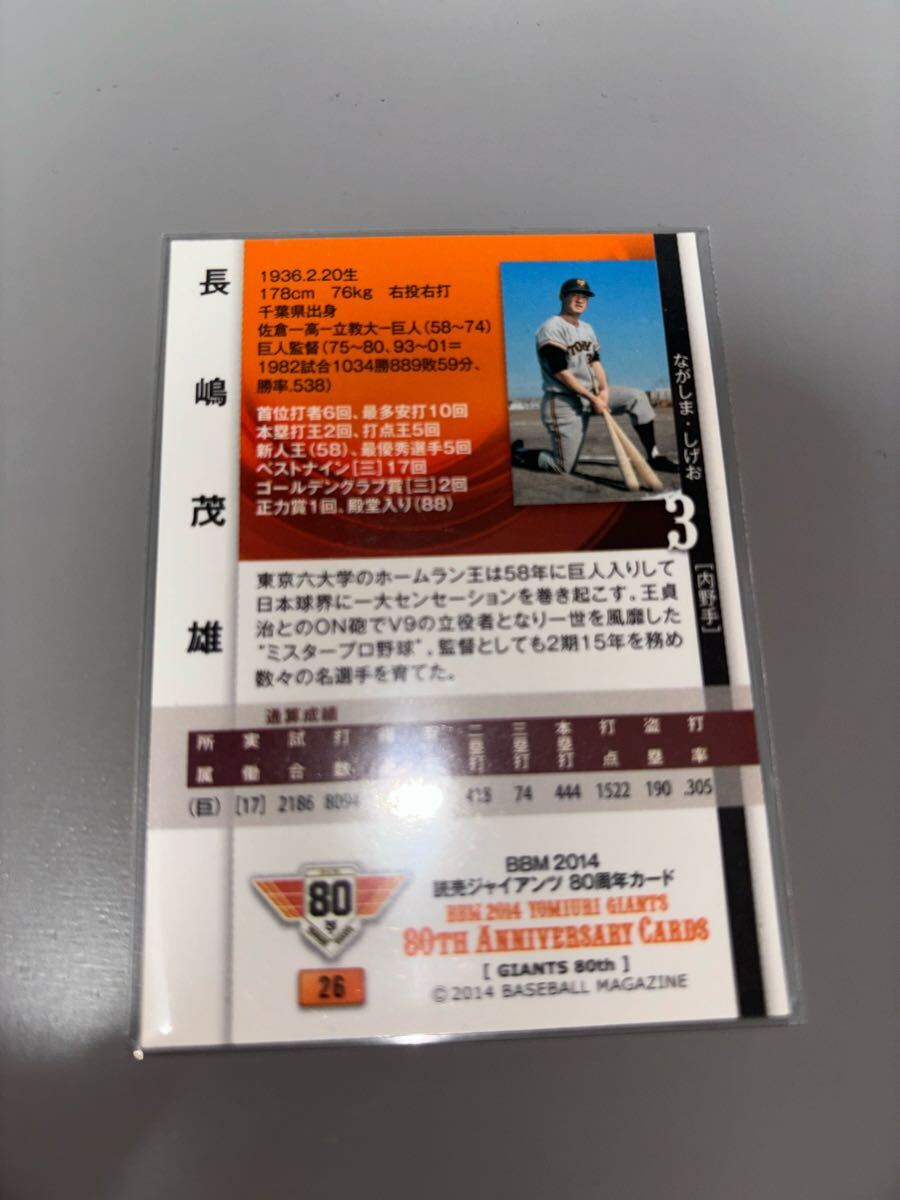 長嶋茂雄
1936.2.20生
178cm 76kg 右投右打
千葉県出身
佐倉一高ー立教大ー巨人(58〜74)
巨人監督(75〜80、93〜01=
1982試合1034勝889敗59分、
勝率.538)
首位打者6回、最多安打10回
本塁打王2回、打点王5回
新人王(58)、最優秀選手5回
ベストナイン[三]17回
ゴールデングラブ賞[三]2回
正力賞1回、殿堂入り(88)
ながしま・しげお
3
[内野手]
東京六大学のホームラン王は58年に巨人入りして
日本球界に一大センセーションを巻き起こす。王貞
治とのON砲でV9の立役者となり一世を風靡した
“ミスタープロ野球”。監督としても2期15年を務め
数々の名選手を育てた。
通算成績
所属 実働 試合 打数 二塁打 三塁打 本塁打 打点 盗塁 打率
(巨) [17] 2186 8094 418 74 444 1522 190 .305
80
26
BBM 2014
読売ジャイアンツ 80周年カード
BBM 2014 YOMIURI GIANTS
80TH ANNIVERSARY CARDS
[ GIANTS 80th ]
©2014 BASEBALL MAGAZINE